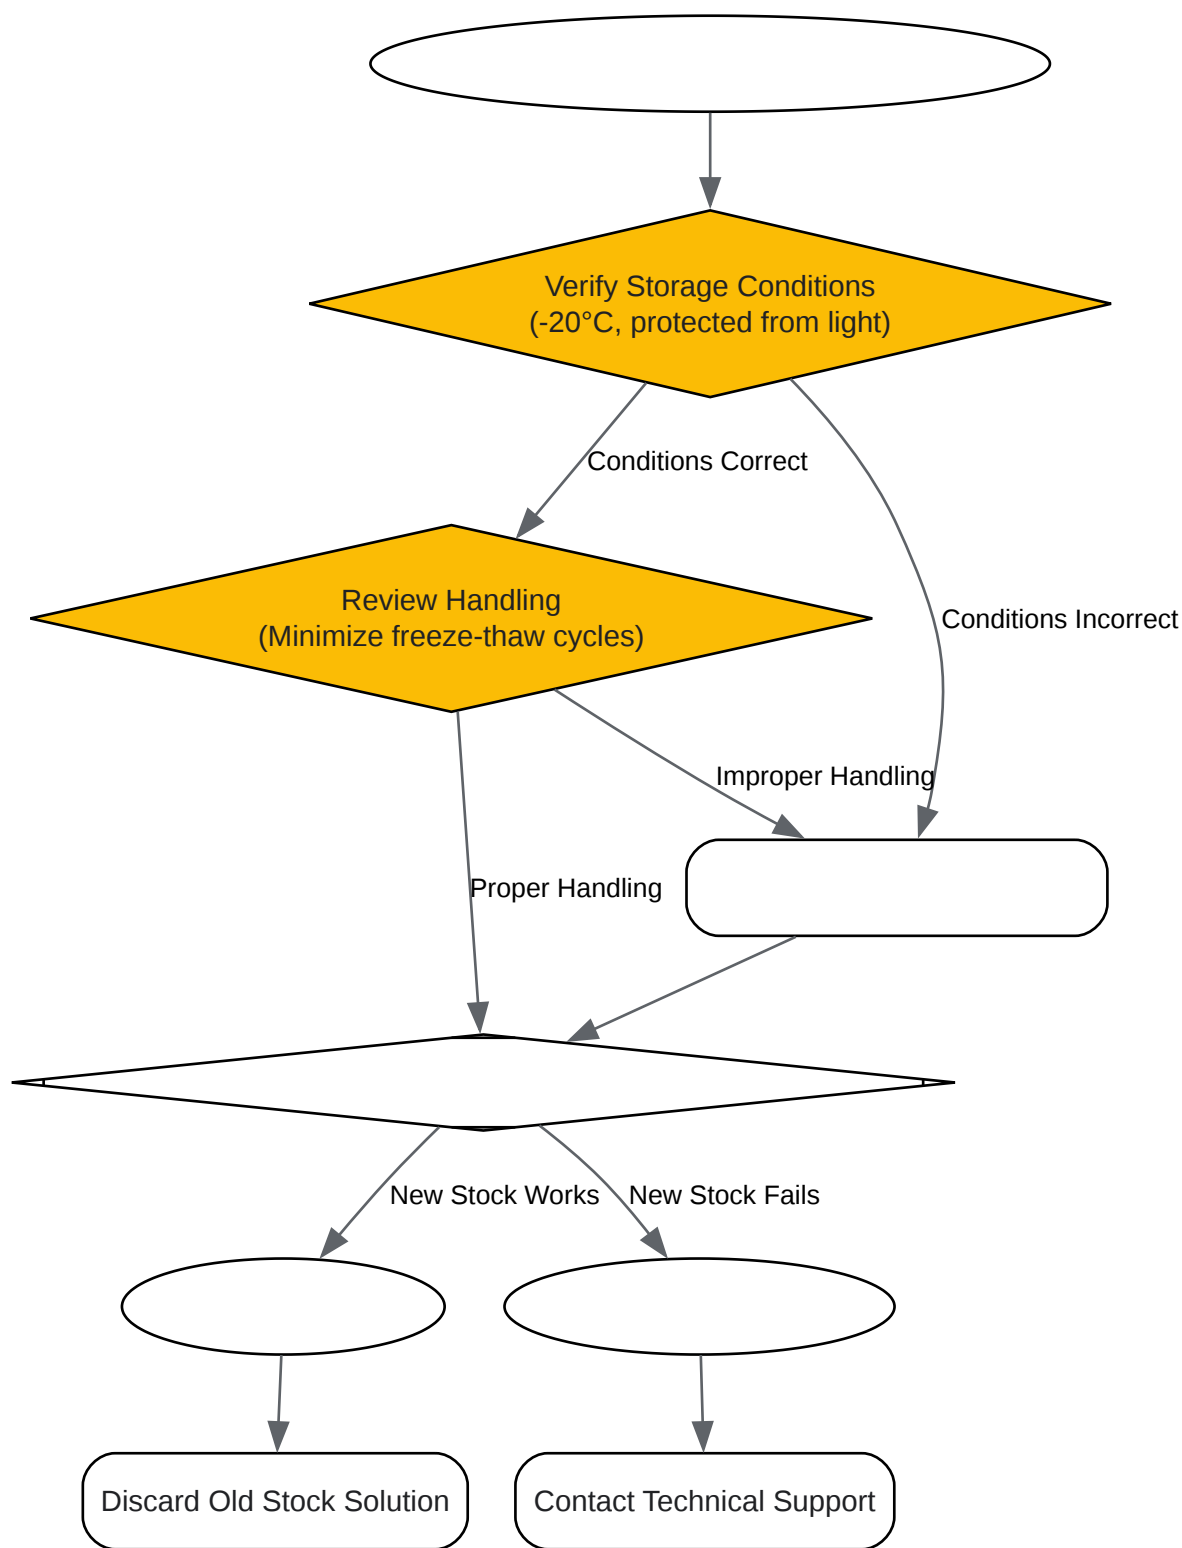 Verify Storage Conditions
(-20°C, protected from light)
Conditions Correct
Review Handling
(Minimize freeze-thaw cycles)
Conditions Incorrect
Improper Handling
Proper Handling
New Stock Works
New Stock Fails
Discard Old Stock Solution
Contact Technical Support